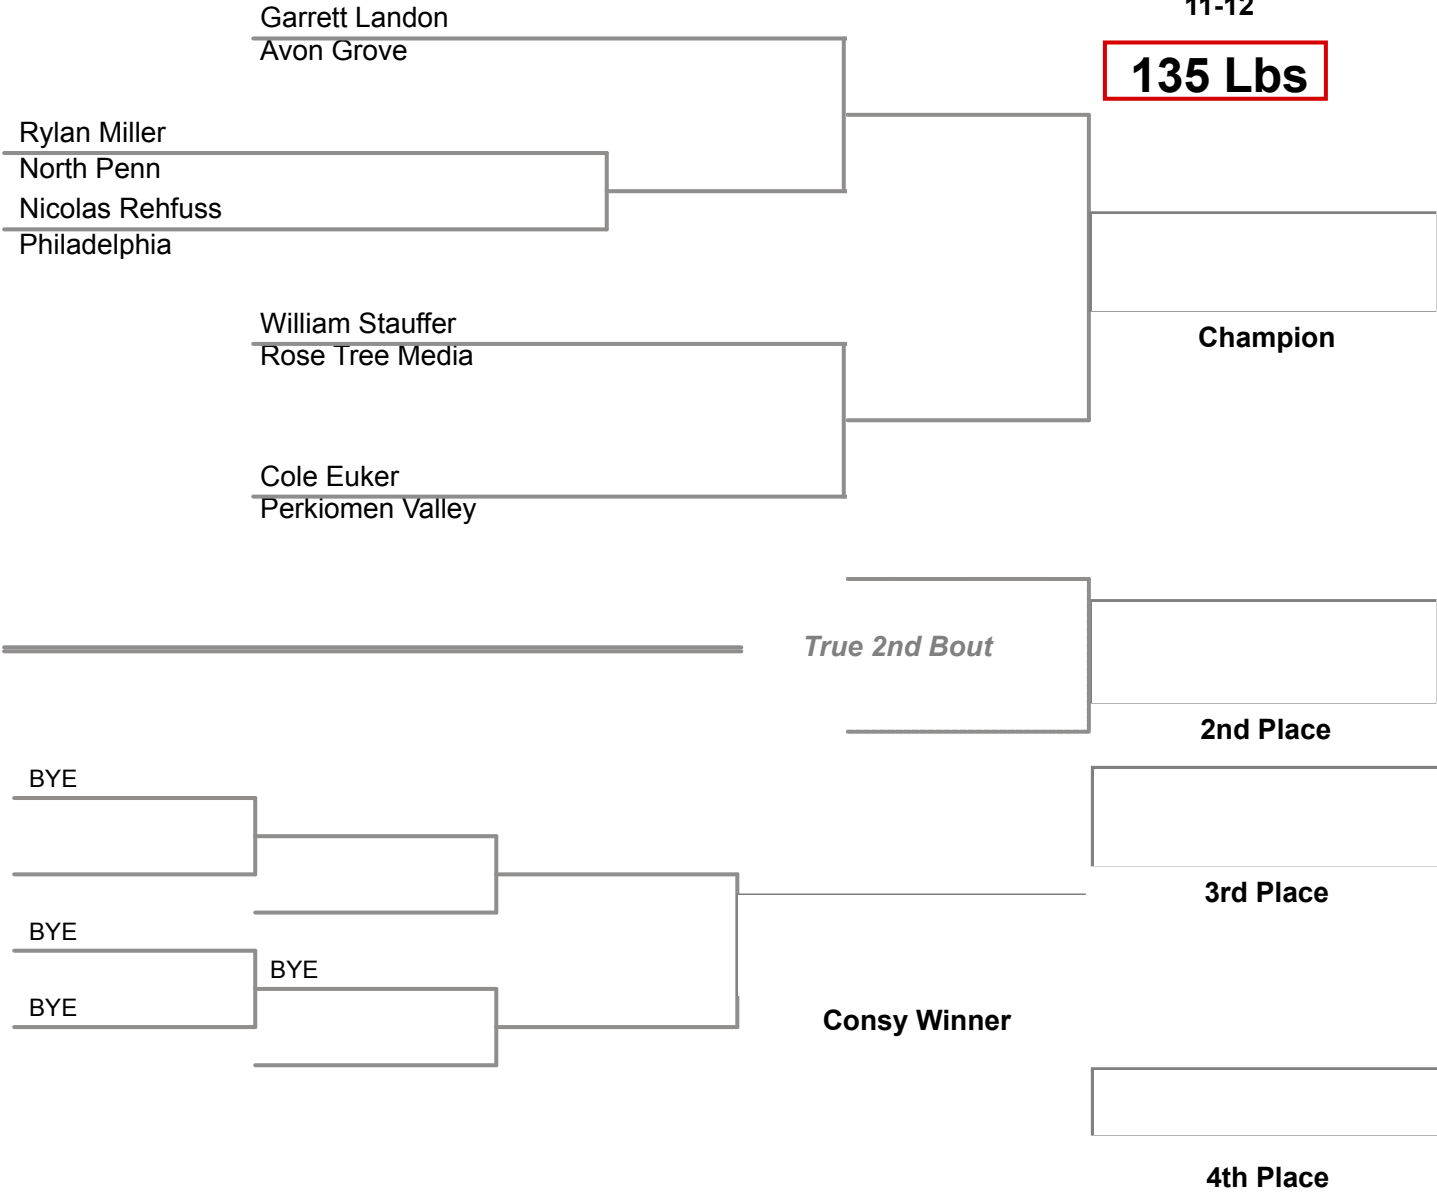 11-12
135 Lbs
Garrett Landon
Avon Grove
Rylan Miller
North Penn
Nicolas Rehfuss
Philadelphia
William Stauffer
Rose Tree Media
Champion
Cole Euker
Perkiomen Valley
True 2nd Bout
2nd Place
BYE
3rd Place
BYE
BYE
BYE
Consy Winner
4th Place